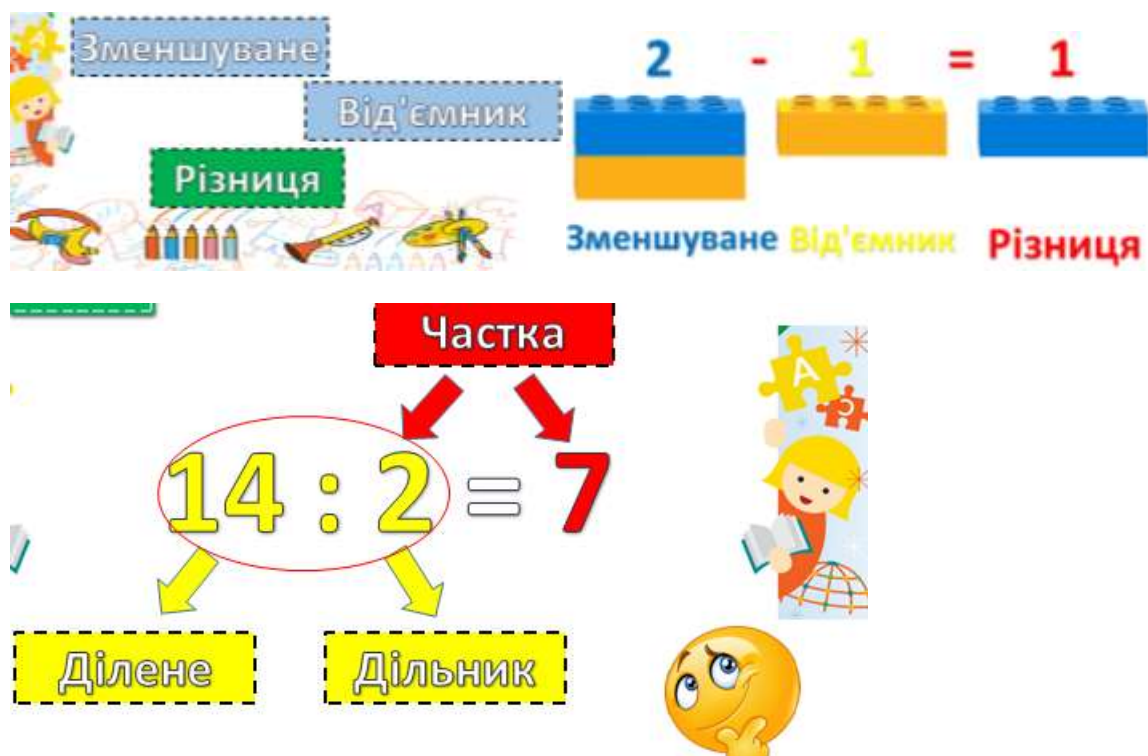 Зменшуване
Від'ємник
Різниця
2 - 1 = 1
Зменшуване Від'ємник Різниця
Частка
14 : 2 = 7
Ділене Дільник
А